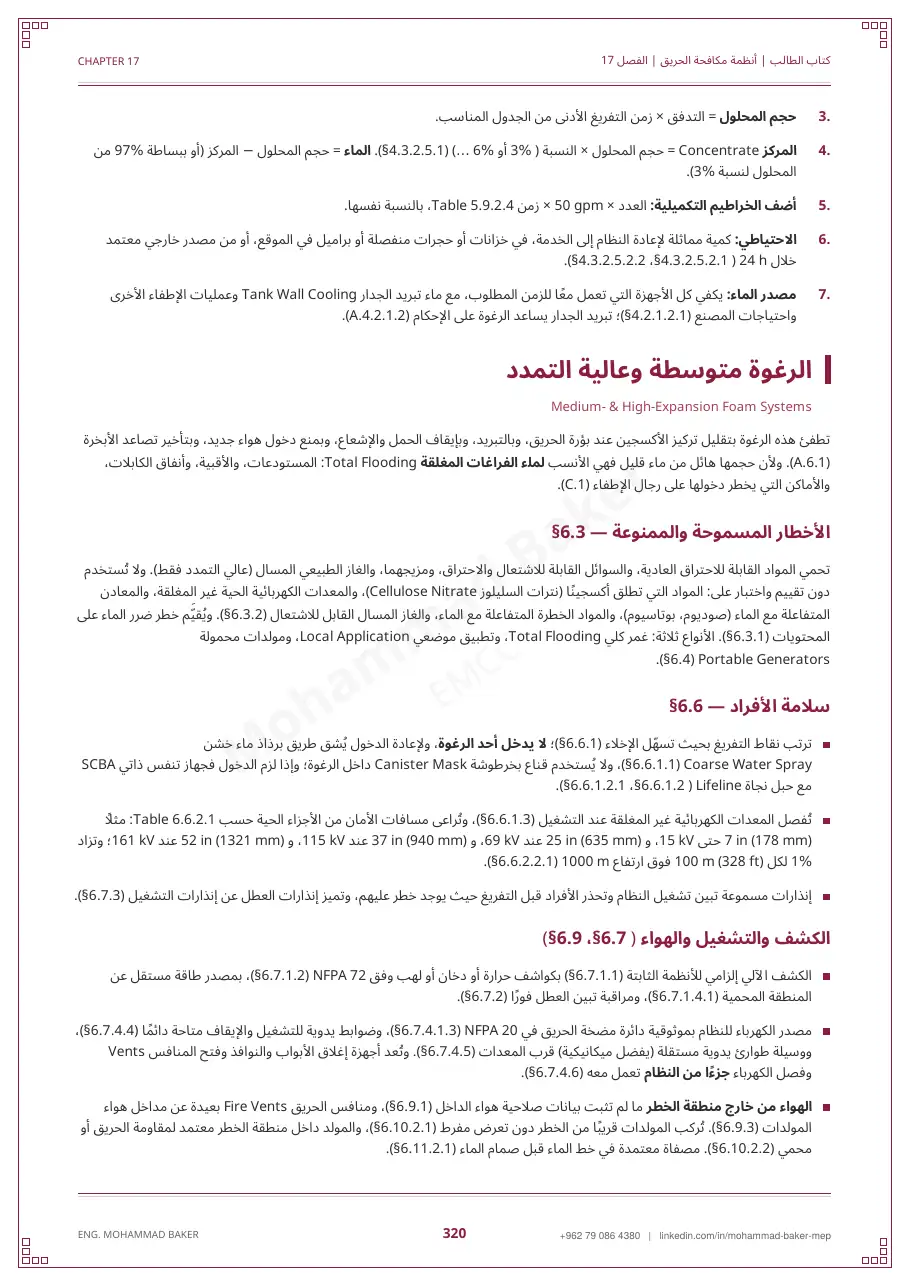 كتاب الطالب | أنظمة مكافحة الحريق | الفصل 17
CHAPTER 17
3. حجم المحلول = التدفق × زمن التفريغ الأدنى من الجدول المناسب.
4. المركز Concentrate = حجم المحلول × النسبة ( 3% أو 6% …) (§4.3.2.5.1). الماء = حجم المحلول − المركز (أو ببساطة 97% من
المحلول لنسبة 3%).
5. أضف الخراطيم التكميلية: العدد × 50 gpm × زمن Table 5.9.2.4، بالنسبة نفسها.
6. الاحتياطي: كمية مماثلة لإعادة النظام إلى الخدمة، في خزانات أو حجرات منفصلة أو براميل في الموقع، أو من مصدر خارجي معتمد
خلال 24 h ( §4.3.2.5.2.1، §4.3.2.5.2.2).
7. مصدر الماء: يكفي كل الأجهزة التي تعمل معًا للزمن المطلوب، مع ماء تبريد الجدار Tank Wall Cooling وعمليات الإطفاء الأخرى
واحتياجات المصنع (§4.2.1.2.1)؛ تبريد الجدار يساعد الرغوة على الإحكام (A.4.2.1.2).
الرغوة متوسطة وعالية التمدد
Medium- & High-Expansion Foam Systems
تطفئ هذه الرغوة بتقليل تركيز الأكسجين عند بؤرة الحريق، وبالتبريد، وبإيقاف الحمل والإشعاع، وبمنع دخول هواء جديد، وبتأخير تصاعد الأبخرة
(A.6.1). ولأن حجمها هائل من ماء قليل فهي الأنسب لملء الفراغات المغلقة Total Flooding: المستودعات، والأقبية، وأنفاق الكابلات،
والأماكن التي يخطر دخولها على رجال الإطفاء (C.1).
الأخطار المسموحة والممنوعة — §6.3
تحمي المواد القابلة للاحتراق العادية، والسوائل القابلة للاشتعال والاحتراق، ومزيجهما، والغاز الطبيعي المسال (عالي التمدد فقط). ولا تُستخدم
دون تقييم واختبار على: المواد التي تطلق أكسجينًا (نترات السليلوز Cellulose Nitrate)، والمعدات الكهربائية الحية غير المغلقة، والمعادن
المتفاعلة مع الماء (صوديوم، بوتاسيوم)، والمواد الخطرة المتفاعلة مع الماء، والغاز المسال القابل للاشتعال (§6.3.2). ويُقيَّم خطر ضرر الماء على
المحتويات (§6.3.1). الأنواع ثلاثة: غمر كلي Total Flooding، وتطبيق موضعي Local Application، ومولدات محمولة
Portable Generators (§6.4).
سلامة الأفراد — §6.6
▪ ترتب نقاط التفريغ بحيث تسهّل الإخلاء (§6.6.1)؛ لا يدخل أحد الرغوة، ولإعادة الدخول يُشق طريق برذاذ ماء خشن
Coarse Water Spray (§6.6.1.1)، ولا يُستخدم قناع بخرطوشة Canister Mask داخل الرغوة؛ وإذا لزم الدخول فجهاز تنفس ذاتي SCBA
مع حبل نجاة Lifeline ( §6.6.1.2، §6.6.1.2.1).
▪ تُفصل المعدات الكهربائية غير المغلقة عند التشغيل (§6.6.1.3)، وتُراعى مسافات الأمان من الأجزاء الحية حسب Table 6.6.2.1: مثلًا
7 in (178 mm) حتى 15 kV، و 25 in (635 mm) عند 69 kV، و 37 in (940 mm) عند 115 kV، و 52 in (1321 mm) عند 161 kV؛ وتزاد
1% لكل 100 m (328 ft) فوق ارتفاع 1000 m (§6.6.2.2.1).
▪ إنذارات مسموعة تبين تشغيل النظام وتحذر الأفراد قبل التفريغ حيث يوجد خطر عليهم، وتميز إنذارات العطل عن إنذارات التشغيل (§6.7.3).
الكشف والتشغيل والهواء ( §6.7، §6.9)
▪ الكشف الآلي إلزامي للأنظمة الثابتة (§6.7.1.1) بكواشف حرارة أو دخان أو لهب وفق NFPA 72 (§6.7.1.2)، بمصدر طاقة مستقل عن
المنطقة المحمية (§6.7.1.4.1)، ومراقبة تبين العطل فورًا (§6.7.2).
▪ مصدر الكهرباء للنظام بموثوقية دائرة مضخة الحريق في NFPA 20 (§6.7.4.1.3)، وضوابط يدوية للتشغيل والإيقاف متاحة دائمًا (§6.7.4.4)،
ووسيلة طوارئ يدوية مستقلة (يفضل ميكانيكية) قرب المعدات (§6.7.4.5). وتُعد أجهزة إغلاق الأبواب والنوافذ وفتح المنافس Vents
وفصل الكهرباء جزءًا من النظام تعمل معه (§6.7.4.6).
▪ الهواء من خارج منطقة الخطر ما لم تثبت بيانات صلاحية هواء الداخل (§6.9.1)، ومنافس الحريق Fire Vents بعيدة عن مداخل هواء
المولدات (§6.9.3). تُركب المولدات قريبًا من الخطر دون تعرض مفرط (§6.10.2.1)، والمولد داخل منطقة الخطر معتمد لمقاومة الحريق أو
محمي (§6.10.2.2). مصفاة معتمدة في خط الماء قبل صمام الماء (§6.11.2.1).
Mohammad Baker
EMCC
ENG. MOHAMMAD BAKER
320
+962 79 086 4380 | linkedin.com/in/mohammad-baker-mep